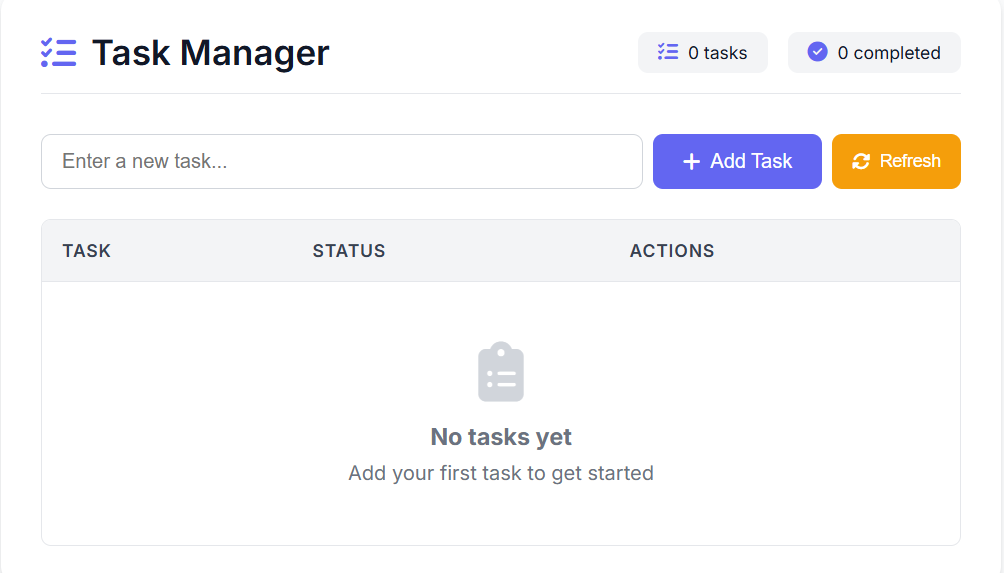 Task Manager
0 tasks
0 completed
Enter a new task...
Add Task
Refresh
TASK STATUS ACTIONS
No tasks yet
Add your first task to get started